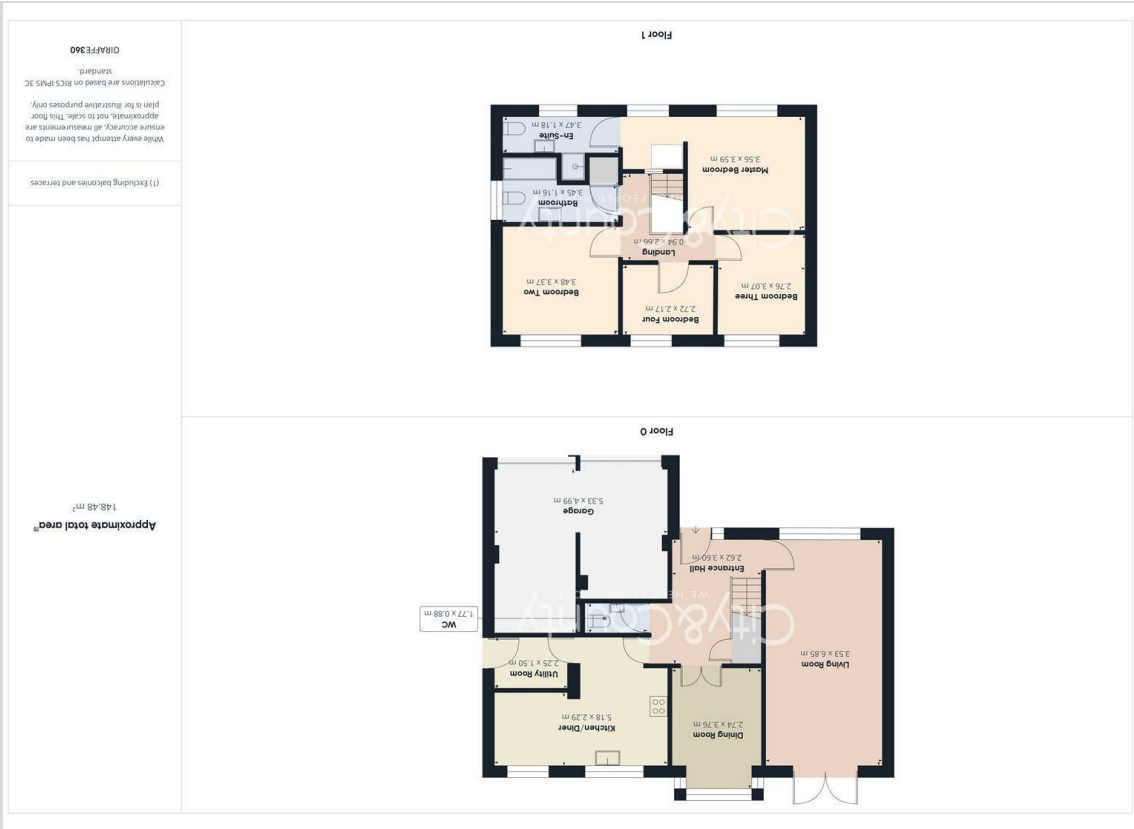 Living Room
3.53 x 6.85 m
Dining Room
2.74 x 3.76 m
Kitchen/Diner
5.18 x 2.29 m
Utility Room
2.25 x 1.50 m
WC
1.77 x 0.88 m
City&County
Entrance Hall
2.62 x 3.60 m
Garage
5.33 x 4.99 m
Floor 0
Bedroom Three
2.76 x 3.07 m
Bedroom Four
2.72 x 2.17 m
Bedroom Two
3.48 x 3.37 m
Landing
0.94 x 2.66 m
City&County
Bathroom
3.45 x 1.16 m
Master Bedroom
3.56 x 3.59 m
En-Suite
3.47 x 1.18 m
Floor 1
Approximate total area⁽¹⁾
148.48 m²
(1) Excluding balconies and terraces
While every attempt has been made to
ensure accuracy, all measurements are
approximate, not to scale. This floor
plan is for illustrative purposes only.
Calculations are based on RICS IPMS 3C
standard.
GIRAFFE360